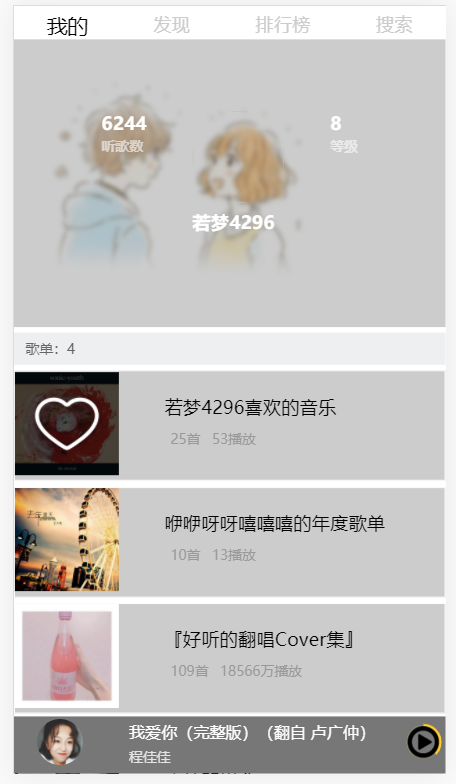 我的 发现 排行榜 搜索
6244 8
听歌数 等级
若梦4296
歌单：4
若梦4296喜欢的音乐
25首 53播放
咿咿呀呀嘻嘻嘻的年度歌单
10首 13播放
『好听的翻唱Cover集』
109首 18566万播放
我爱你（完整版）（翻自 卢广仲）
程佳佳